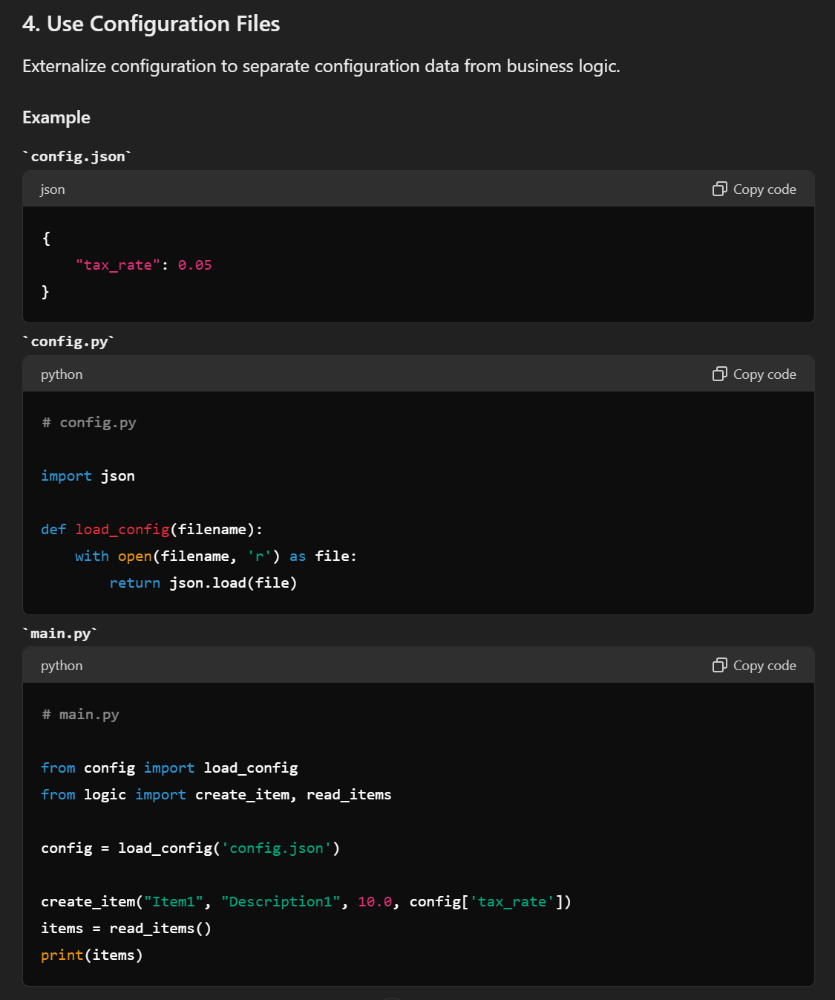 4. Use Configuration Files
Externalize configuration to separate configuration data from business logic.
Example
`config.json`
json
Copy code
{
    "tax_rate": 0.05
}
`config.py`
python
Copy code
# config.py
import json
def load_config(filename):
    with open(filename, 'r') as file:
        return json.load(file)
`main.py`
python
Copy code
# main.py
from config import load_config
from logic import create_item, read_items
config = load_config('config.json')
create_item("Item1", "Description1", 10.0, config['tax_rate'])
items = read_items()
print(items)